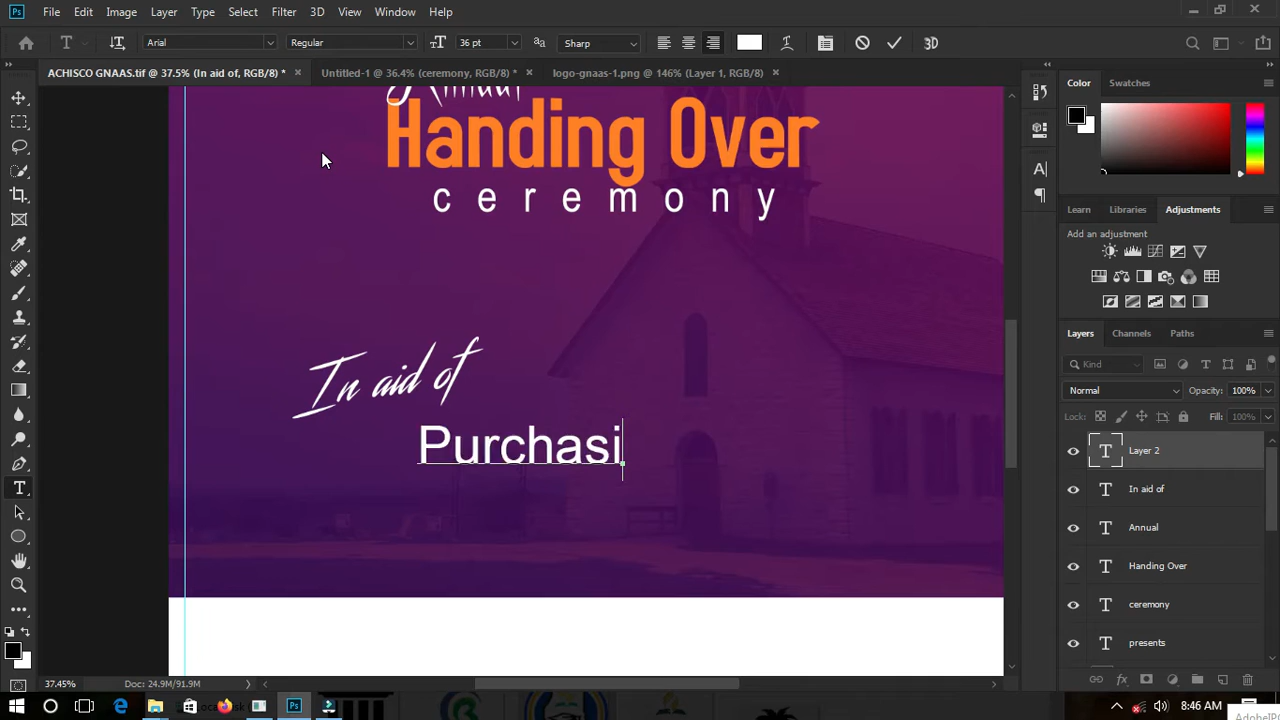 File Edit Image Layer Type Select Filter 3D View Window Help
Arial Regular 36 pt Sharp 3D
ACHISCO GNAAS.tif @ 37.5% (In aid of, RGB/8) * Untitled-1 @ 36.4% (ceremony, RGB/8) * logo-gnaas-1.png @ 146% (Layer 1, RGB/8)
Color Swatches
Annual
Handing Over
ceremony
In aid of
Purchasi
Learn Libraries Adjustments
Add an adjustment
Layers Channels Paths
Kind
Normal Opacity: 100%
Lock: Fill: 100%
Layer 2
In aid of
Annual
Handing Over
ceremony
presents
37.45% Doc: 24.9M/91.9M
8:46 AM